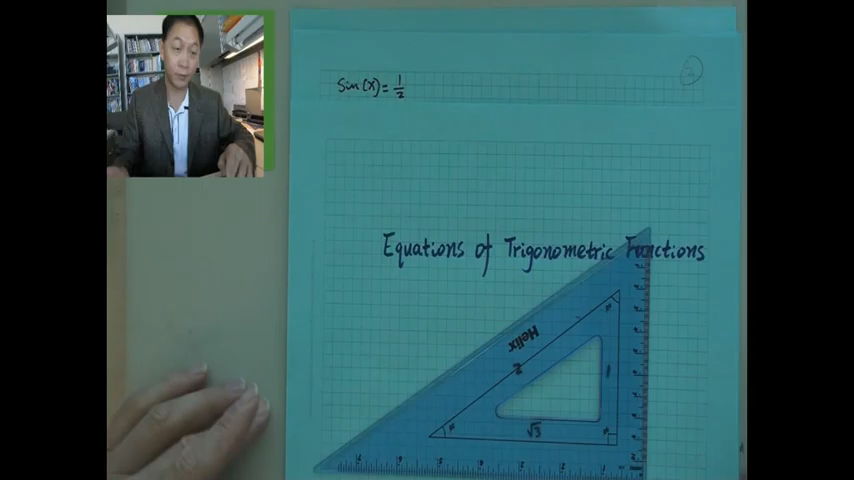 sin(x) = 1/2
Equations of Trigonometric Functions
Helix
2
1
√3